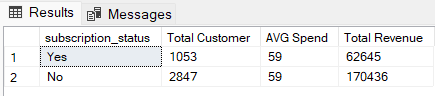 Results Messages
subscription_status Total Customer AVG Spend Total Revenue
1 Yes 1053 59 62645
2 No 2847 59 170436